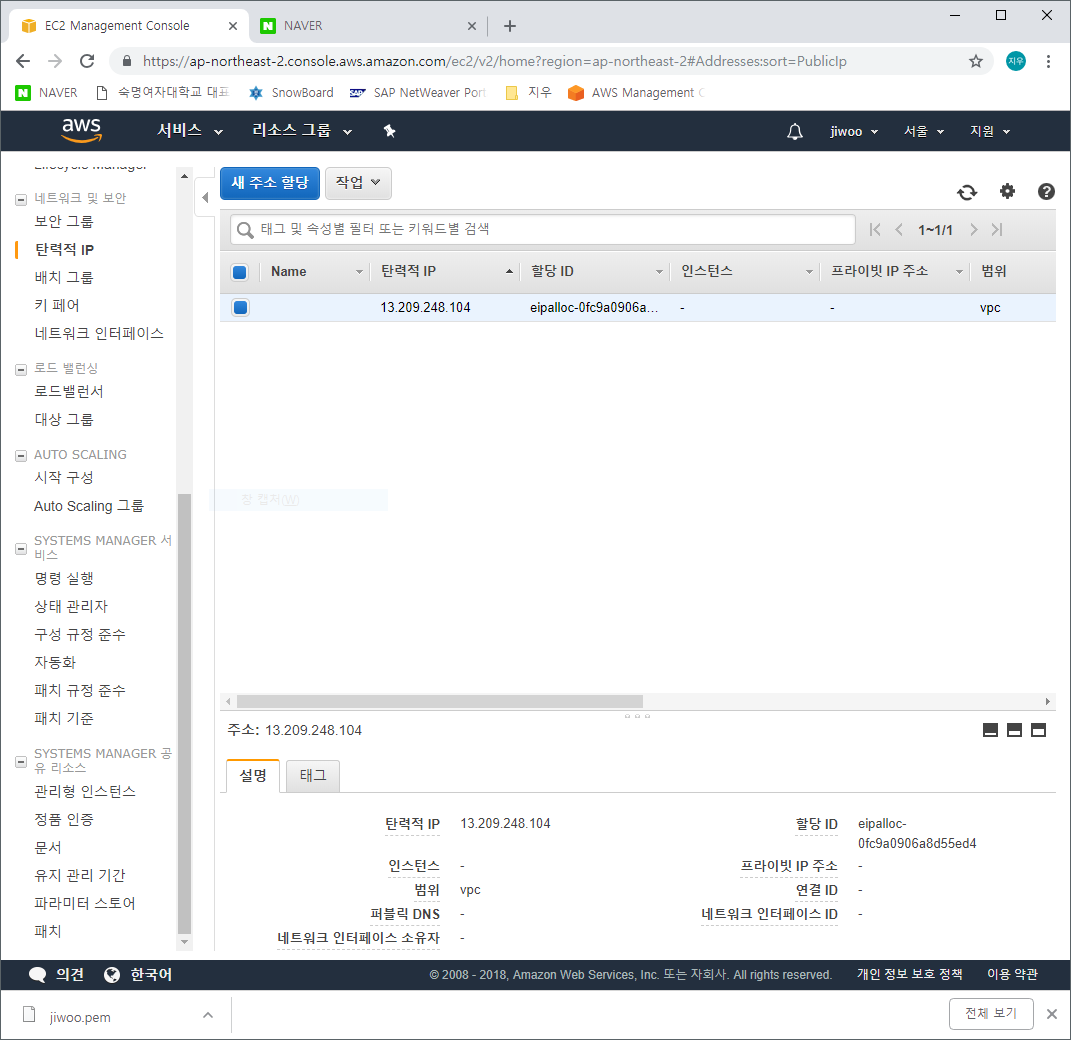 EC2 Management Console
NAVER
https://ap-northeast-2.console.aws.amazon.com/ec2/v2/home?region=ap-northeast-2#Addresses:sort=PublicIp
지우
NAVER
숙명여자대학교 대표
SnowBoard
SAP NetWeaver Port
지우
AWS Management C
aws
서비스
리소스 그룹
jiwoo
서울
지원
Lifecycle Manager
네트워크 및 보안
보안 그룹
탄력적 IP
배치 그룹
키 페어
네트워크 인터페이스
로드 밸런싱
로드밸런서
대상 그룹
AUTO SCALING
시작 구성
Auto Scaling 그룹
SYSTEMS MANAGER 서
비스
명령 실행
상태 관리자
구성 규정 준수
자동화
패치 규정 준수
패치 기준
SYSTEMS MANAGER 공
유 리소스
관리형 인스턴스
정품 인증
문서
유지 관리 기간
파라미터 스토어
패치
새 주소 할당
작업
태그 및 속성별 필터 또는 키워드별 검색
1~1/1
Name
탄력적 IP
할당 ID
인스턴스
프라이빗 IP 주소
범위
13.209.248.104
eipalloc-0fc9a0906a...
-
-
vpc
창 캡처(W)
주소: 13.209.248.104
설명
태그
탄력적 IP 13.209.248.104
할당 ID eipalloc-
0fc9a0906a8d55ed4
인스턴스 -
프라이빗 IP 주소 -
범위 vpc
연결 ID -
퍼블릭 DNS -
네트워크 인터페이스 ID -
네트워크 인터페이스 소유자 -
의견
한국어
© 2008 - 2018, Amazon Web Services, Inc. 또는 자회사. All rights reserved.
개인 정보 보호 정책
이용 약관
jiwoo.pem
전체 보기